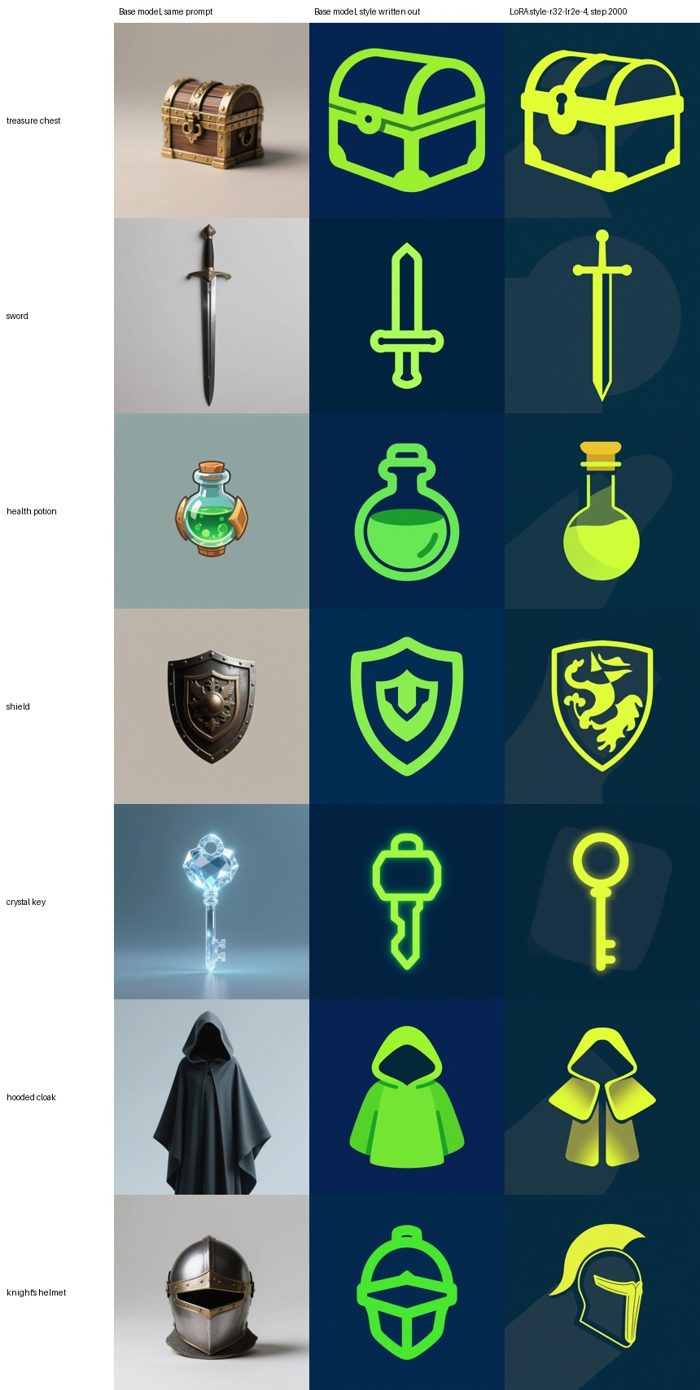 Base model, same prompt
Base model, style written out
LoRA style-r32-lr2e-4, step 2000
treasure chest
sword
health potion
shield
crystal key
hooded cloak
knight's helmet